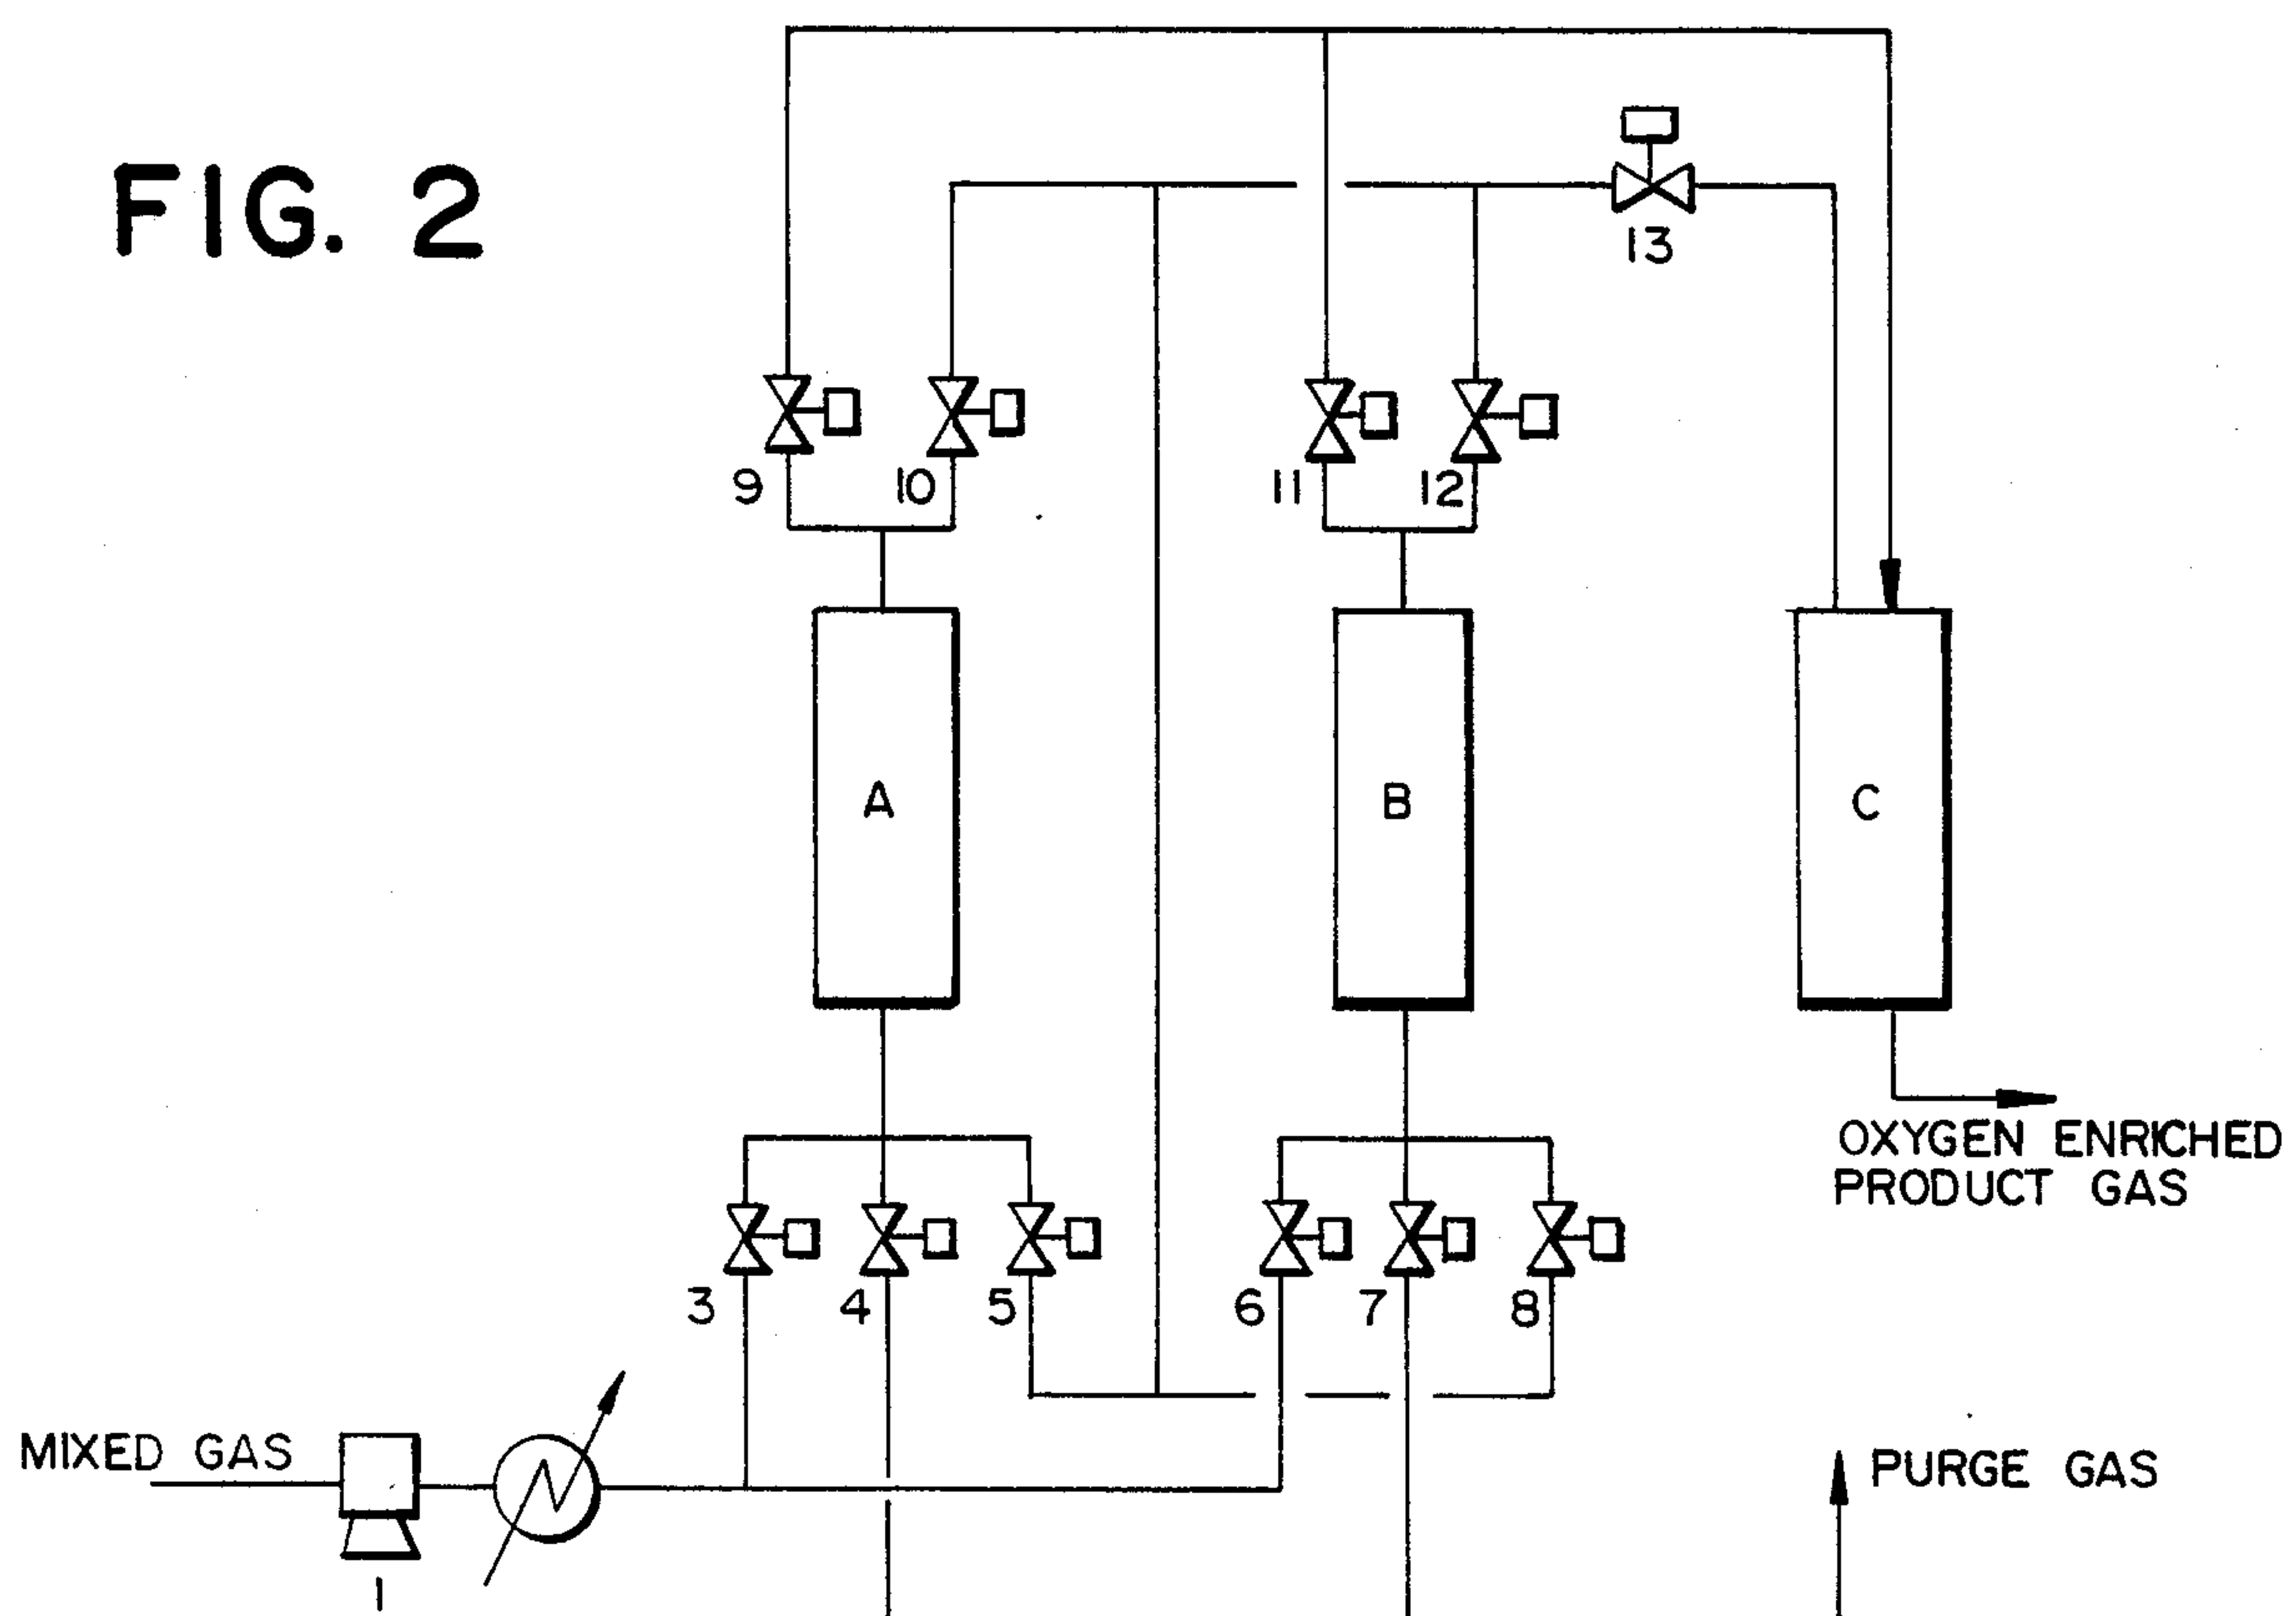 FIG. 2
13
9
10
11
12
A
B
C
OXYGEN ENRICHED
PRODUCT GAS
3
4
5
6
7
8
MIXED GAS
PURGE GAS
1